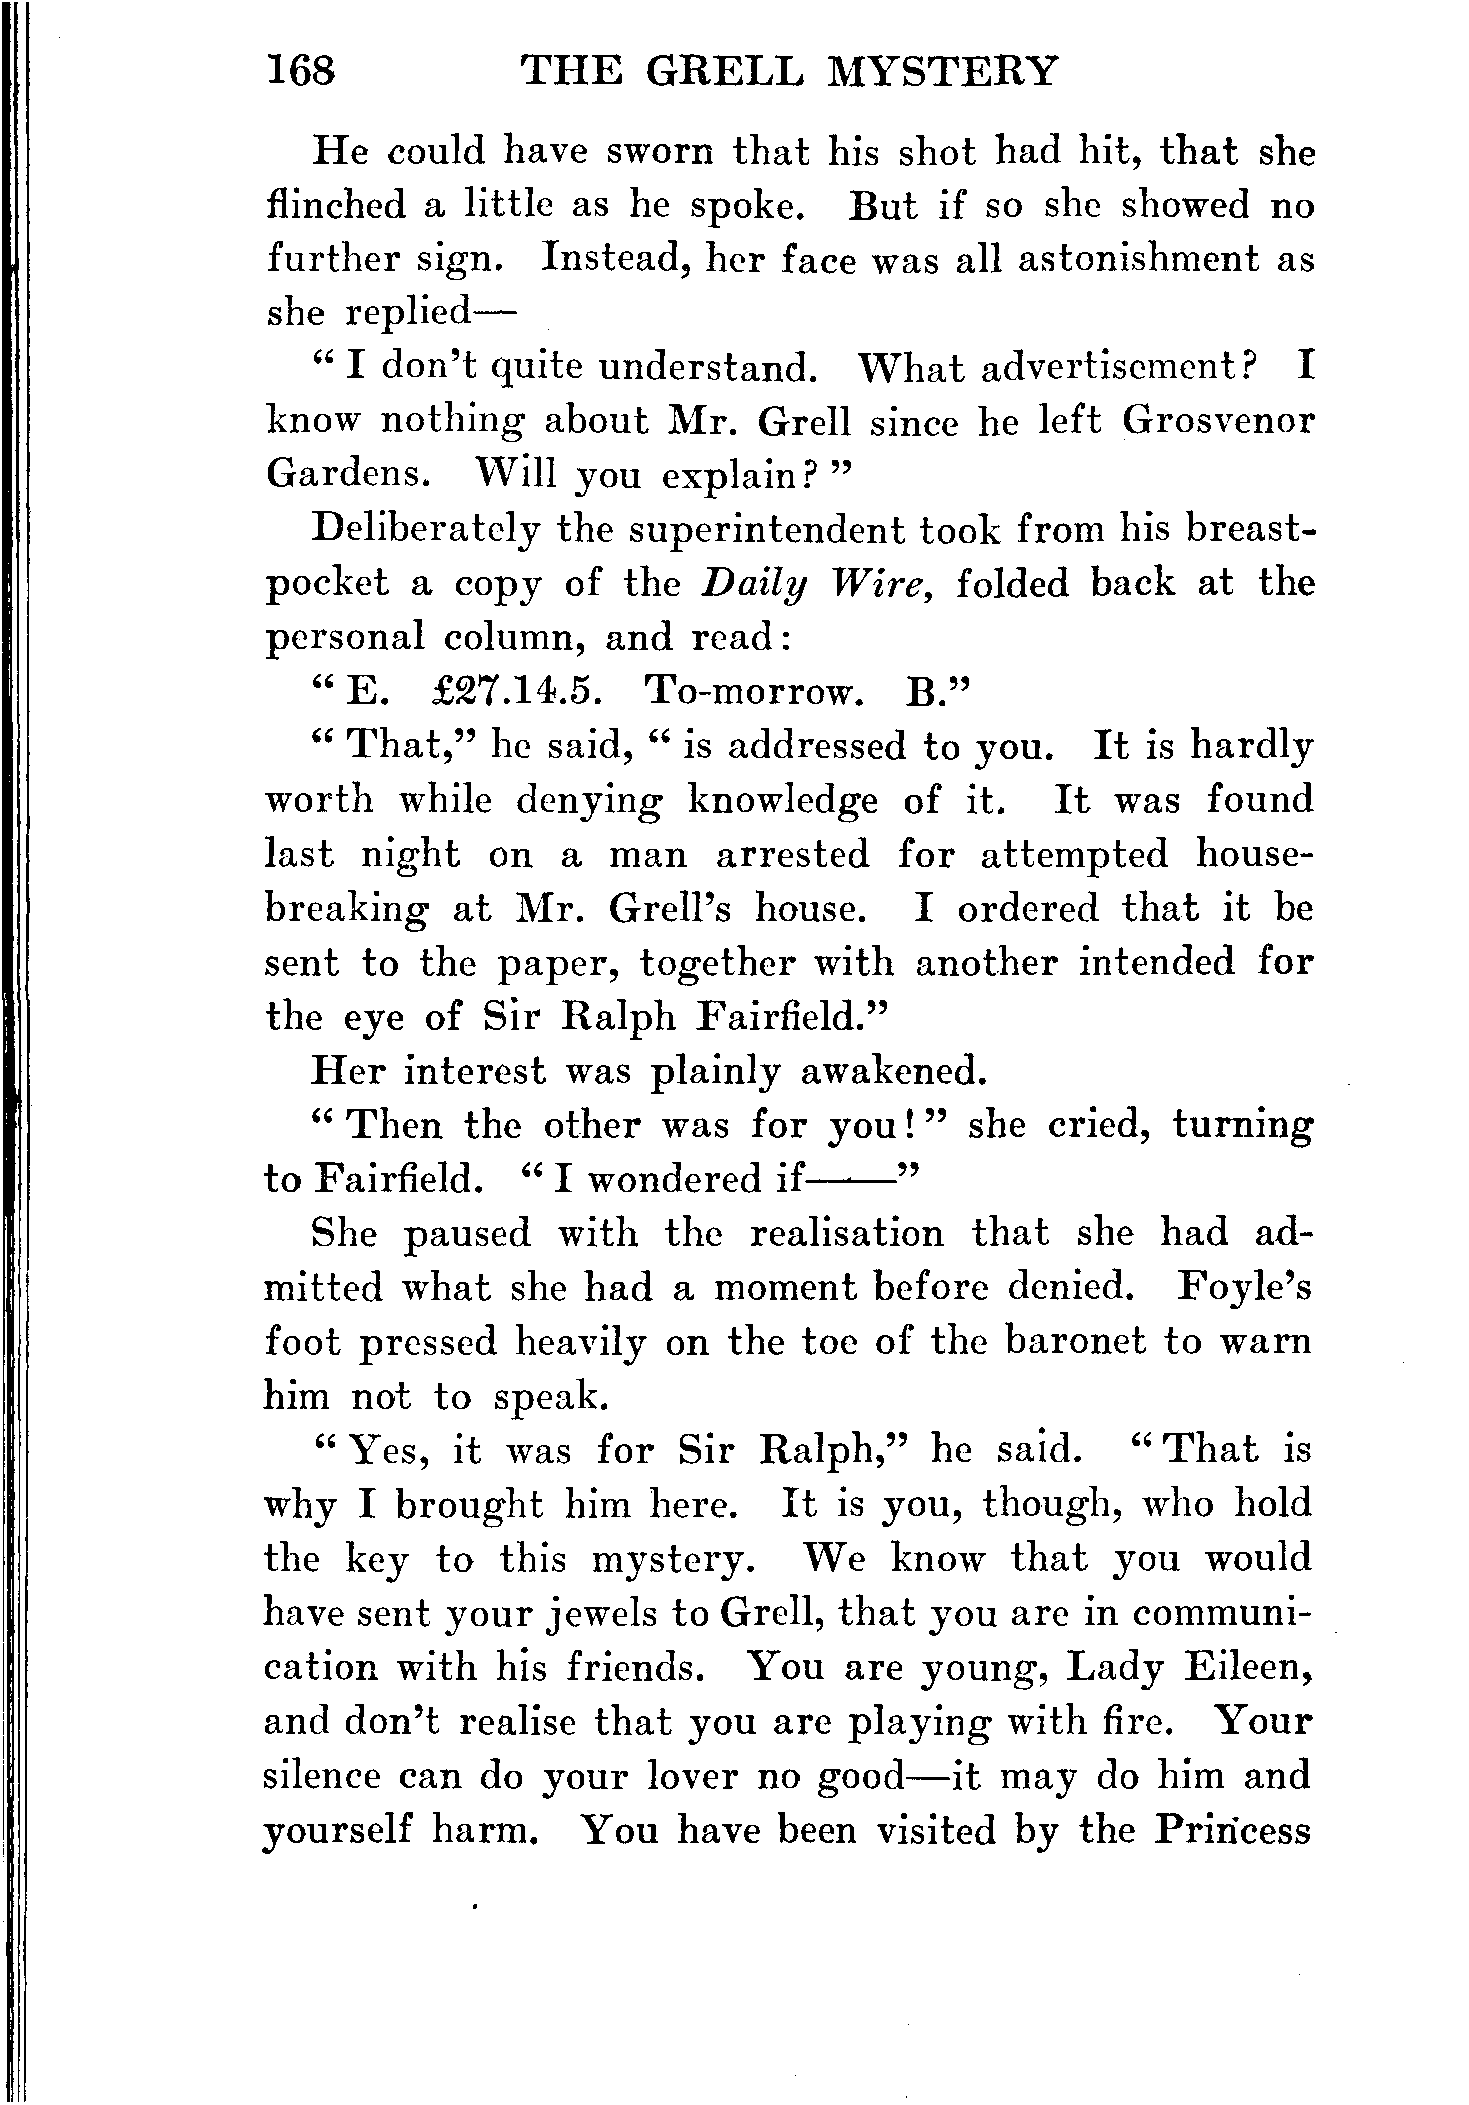 168 THE GRELL MYSTERY
He could have sworn that his shot had hit, that she
flinched a little as he spoke. But if so she showed no
further sign. Instead, her face was all astonishment as
she replied—
“ I don’t quite understand. What advertisement? I
know nothing about Mr. Grell since he left Grosvenor
Gardens. Will you explain? ”
Deliberately the superintendent took from his breast-
pocket a copy of the Daily Wire, folded back at the
personal column, and read:
“ E. £27.14.5. To-morrow. B.”
“ That,” he said, “ is addressed to you. It is hardly
worth while denying knowledge of it. It was found
last night on a man arrested for attempted house-
breaking at Mr. Grell’s house. I ordered that it be
sent to the paper, together with another intended for
the eye of Sir Ralph Fairfield.”
Her interest was plainly awakened.
“ Then the other was for you! ” she cried, turning
to Fairfield. “ I wondered if——”
She paused with the realisation that she had ad-
mitted what she had a moment before denied. Foyle’s
foot pressed heavily on the toe of the baronet to warn
him not to speak.
“ Yes, it was for Sir Ralph,” he said. “ That is
why I brought him here. It is you, though, who hold
the key to this mystery. We know that you would
have sent your jewels to Grell, that you are in communi-
cation with his friends. You are young, Lady Eileen,
and don’t realise that you are playing with fire. Your
silence can do your lover no good—it may do him and
yourself harm. You have been visited by the Princess